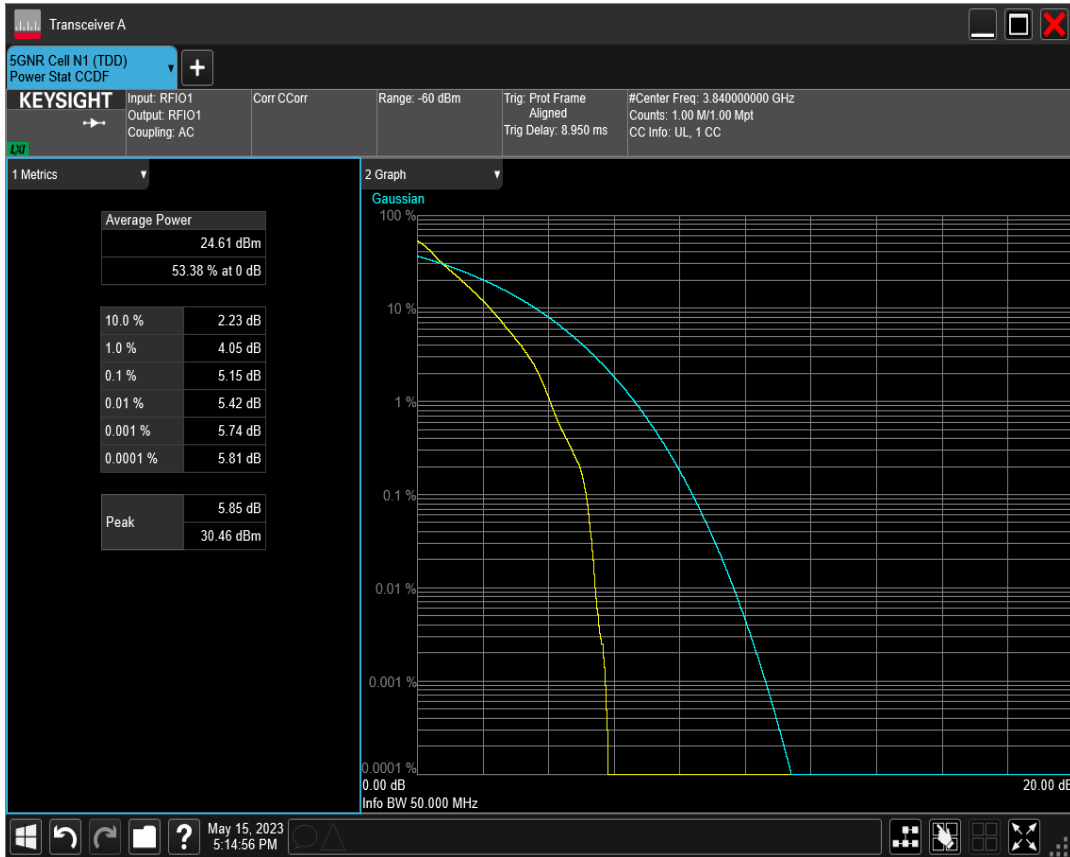 Transceiver A
5GNR Cell N1 (TDD)
Power Stat CCDF
+
KEYSIGHT
LXI
Input: RFIO1
Output: RFIO1
Coupling: AC
Corr CCorr
Range: -60 dBm
Trig: Prot Frame
Aligned
Trig Delay: 8.950 ms
#Center Freq: 3.840000000 GHz
Counts: 1.00 M/1.00 Mpt
CC Info: UL, 1 CC
1 Metrics
Average Power
24.61 dBm
53.38 % at 0 dB
10.0 % 2.23 dB
1.0 % 4.05 dB
0.1 % 5.15 dB
0.01 % 5.42 dB
0.001 % 5.74 dB
0.0001 % 5.81 dB
Peak
5.85 dB
30.46 dBm
2 Graph
Gaussian
100 %
10 %
1 %
0.1 %
0.01 %
0.001 %
0.0001 %
0.00 dB
20.00 dB
Info BW 50.000 MHz
?
May 15, 2023
5:14:56 PM